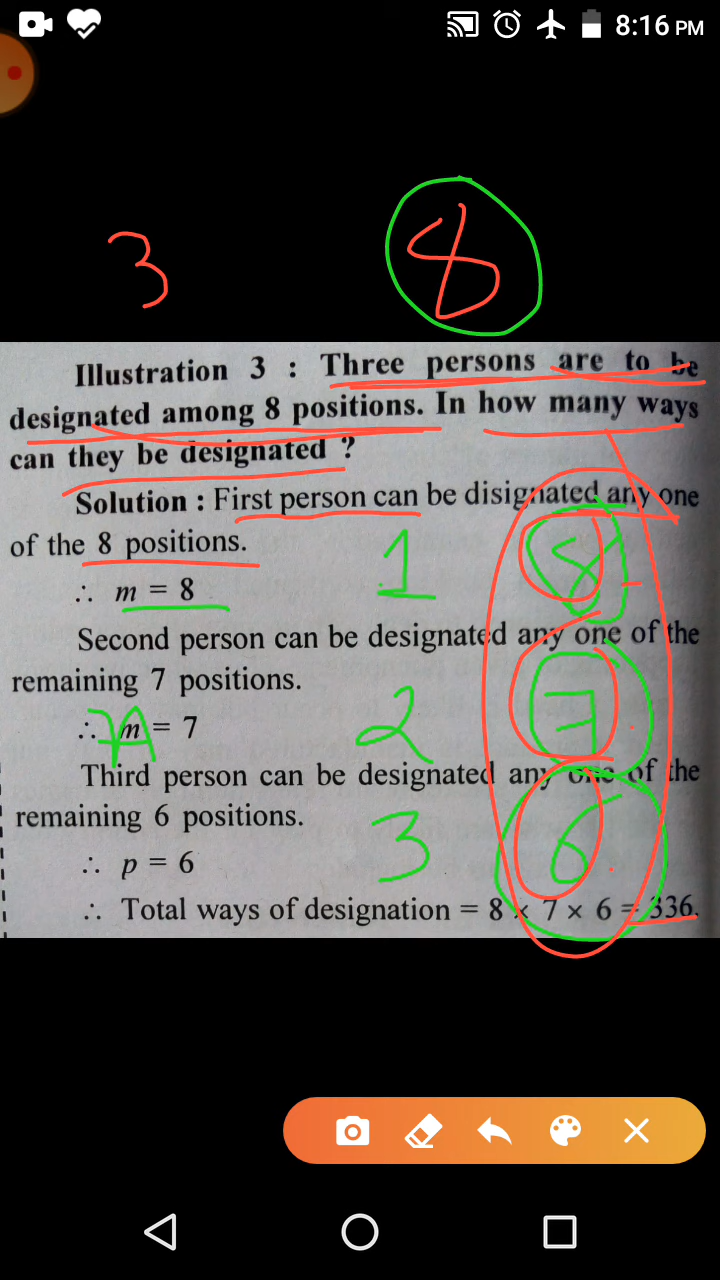 8:16 PM
3 8
Illustration 3 : Three persons are to be
designated among 8 positions. In how many ways
can they be designated ?
Solution : First person can be disignated any one
of the 8 positions.
1 8
∴ m = 8
Second person can be designated any one of the
remaining 7 positions.
2 7
∴ m = 7
Third person can be designated any one of the
remaining 6 positions.
3 6
∴ p = 6
∴ Total ways of designation = 8 × 7 × 6 = 336.